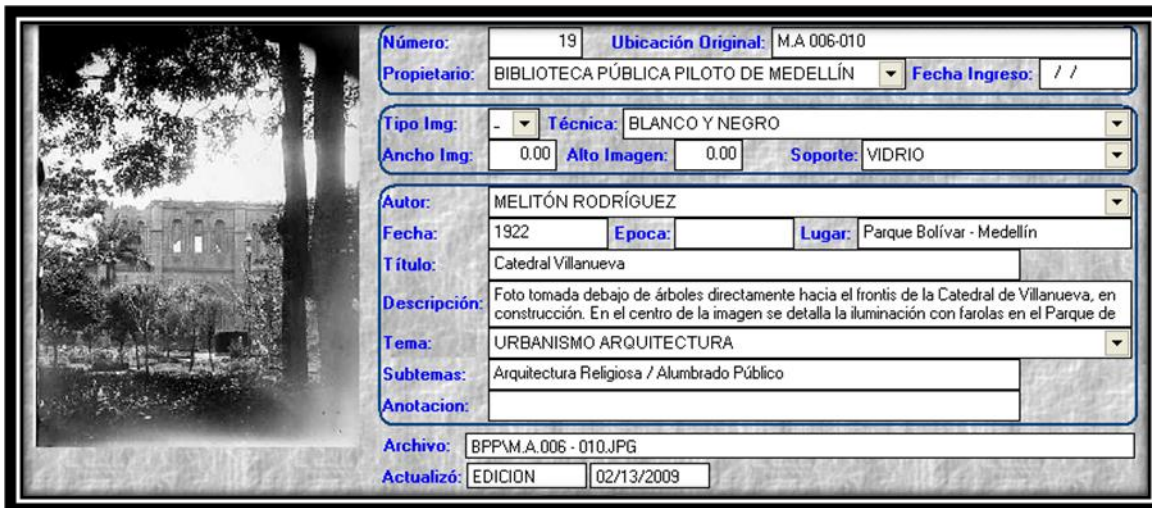 Número: 19 Ubicación Original: M.A 006-010
Propietario: BIBLIOTECA PÚBLICA PILOTO DE MEDELLÍN Fecha Ingreso: / /
Tipo Img: - Técnica: BLANCO Y NEGRO
Ancho Img: 0.00 Alto Imagen: 0.00 Soporte: VIDRIO
Autor: MELITÓN RODRÍGUEZ
Fecha: 1922 Epoca: Lugar: Parque Bolívar - Medellín
Título: Catedral Villanueva
Descripción: Foto tomada debajo de árboles directamente hacia el frontis de la Catedral de Villanueva, en
construcción. En el centro de la imagen se detalla la iluminación con farolas en el Parque de
Tema: URBANISMO ARQUITECTURA
Subtemas: Arquitectura Religiosa / Alumbrado Público
Anotacion:
Archivo: BPP\M.A.006 - 010.JPG
Actualizó: EDICION 02/13/2009